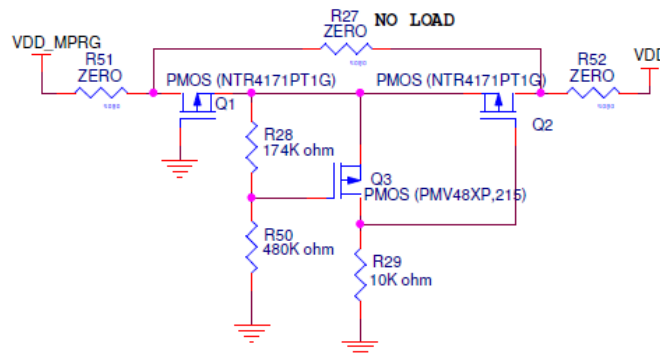 R27 NO LOAD
VDD_MPRG
R51
ZERO
ZERO
R52
ZERO
VDD
PMOS (NTR4171PT1G)
PMOS (NTR4171PT1G)
Q1
Q2
R28
174K ohm
Q3
PMOS (PMV48XP,215)
R50
480K ohm
R29
10K ohm